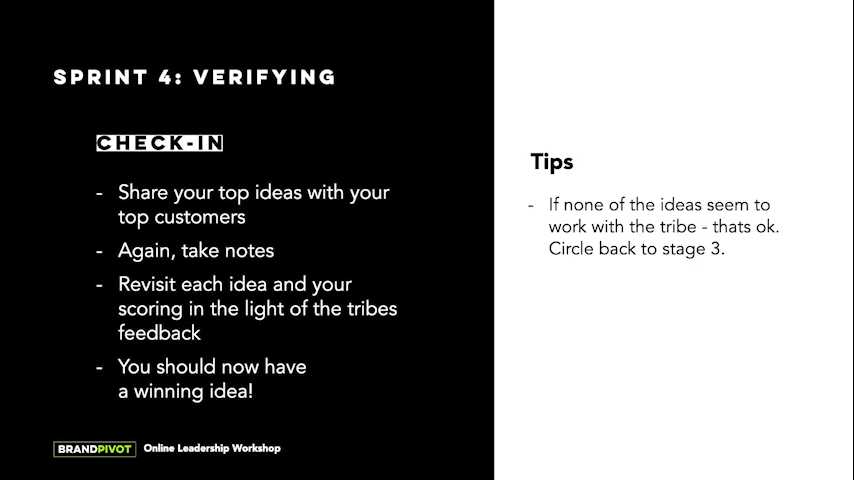 SPRINT 4: VERIFYING
CHECK-IN
- Share your top ideas with your
top customers
- Again, take notes
- Revisit each idea and your
scoring in the light of the tribes
feedback
- You should now have
a winning idea!
BRANDPIVOT Online Leadership Workshop
Tips
- If none of the ideas seem to
work with the tribe - thats ok.
Circle back to stage 3.